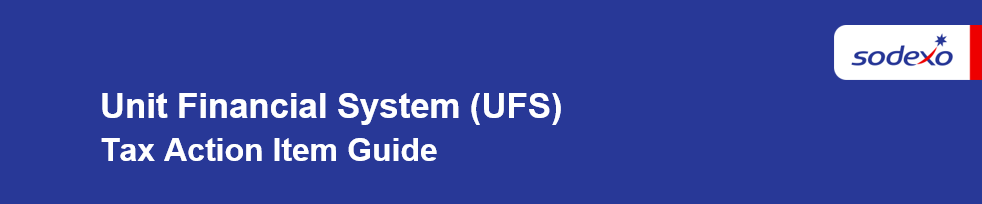 sodexo
Unit Financial System (UFS)
Tax Action Item Guide